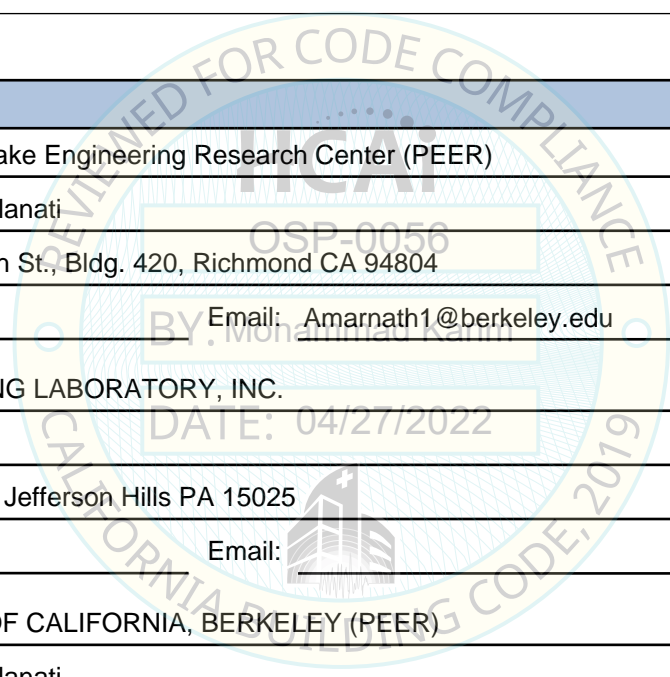 REVIEWED FOR CODE COMPLIANCE
HCAi
ake Engineering Research Center (PEER)
lanati
OSP-0056
n St., Bldg. 420, Richmond CA 94804
BY: Mohammad Karim
Email: Amarnath1@berkeley.edu
NG LABORATORY, INC.
DATE: 04/27/2022
Jefferson Hills PA 15025
Email:
OF CALIFORNIA, BERKELEY (PEER)
CALIFORNIA BUILDING CODE, 2019
lanati